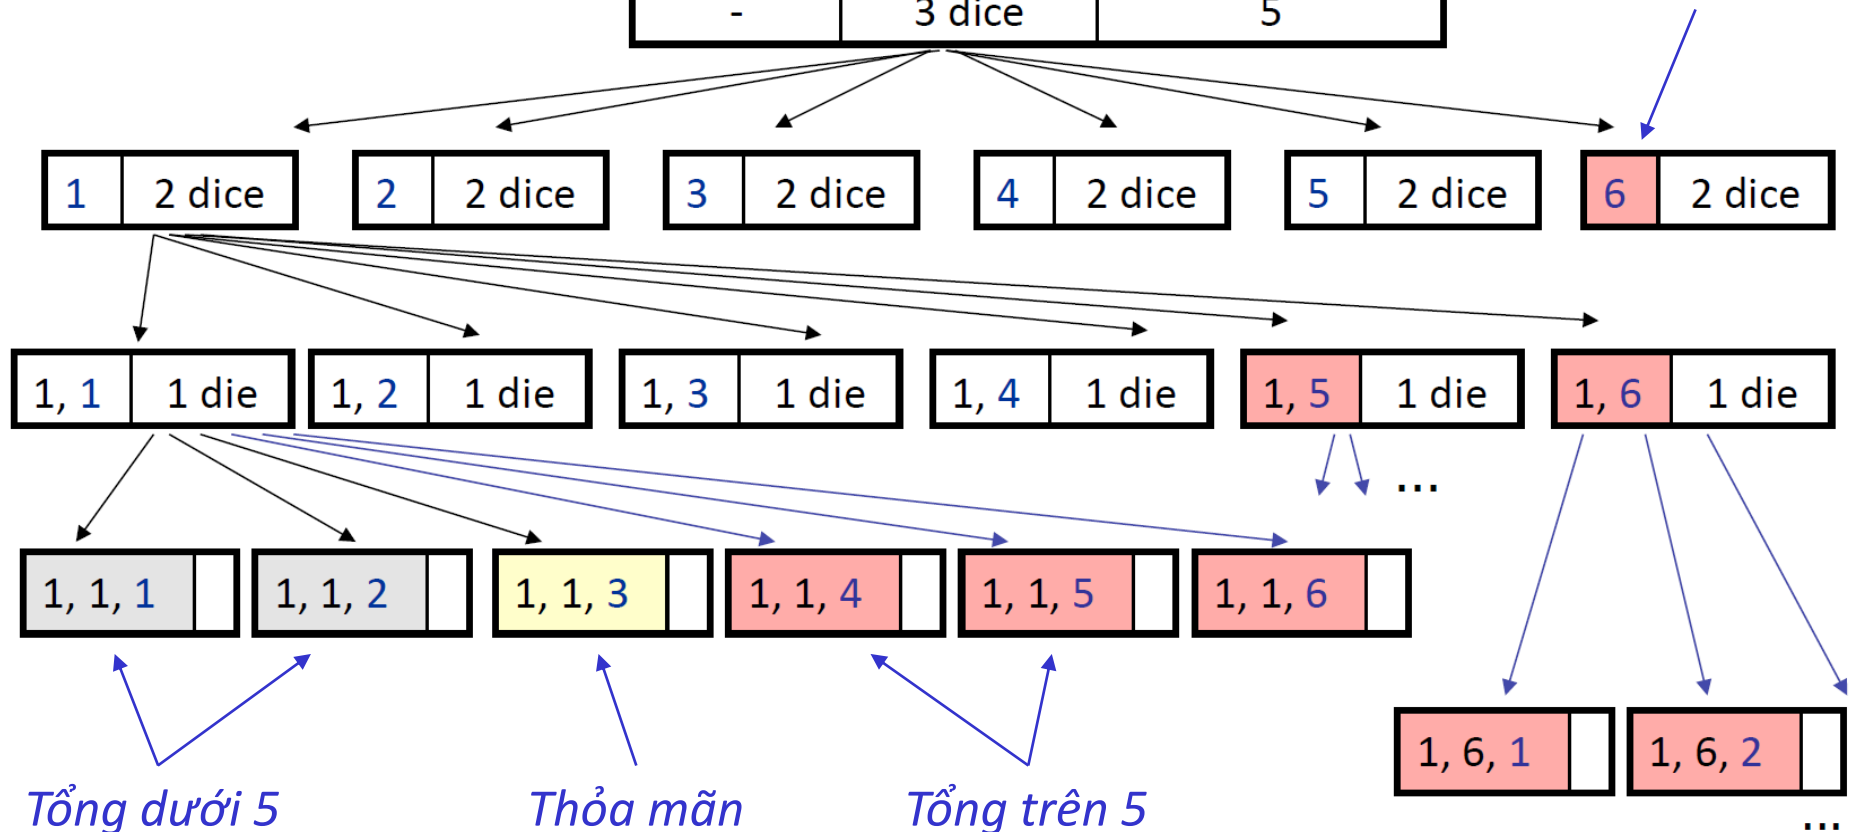 - 3 dice 5
1 2 dice 2 2 dice 3 2 dice 4 2 dice 5 2 dice 6 2 dice
1, 1 1 die 1, 2 1 die 1, 3 1 die 1, 4 1 die 1, 5 1 die 1, 6 1 die
...
1, 1, 1 1, 1, 2 1, 1, 3 1, 1, 4 1, 1, 5 1, 1, 6
1, 6, 1 1, 6, 2
Tổng dưới 5 Thỏa mãn Tổng trên 5
...